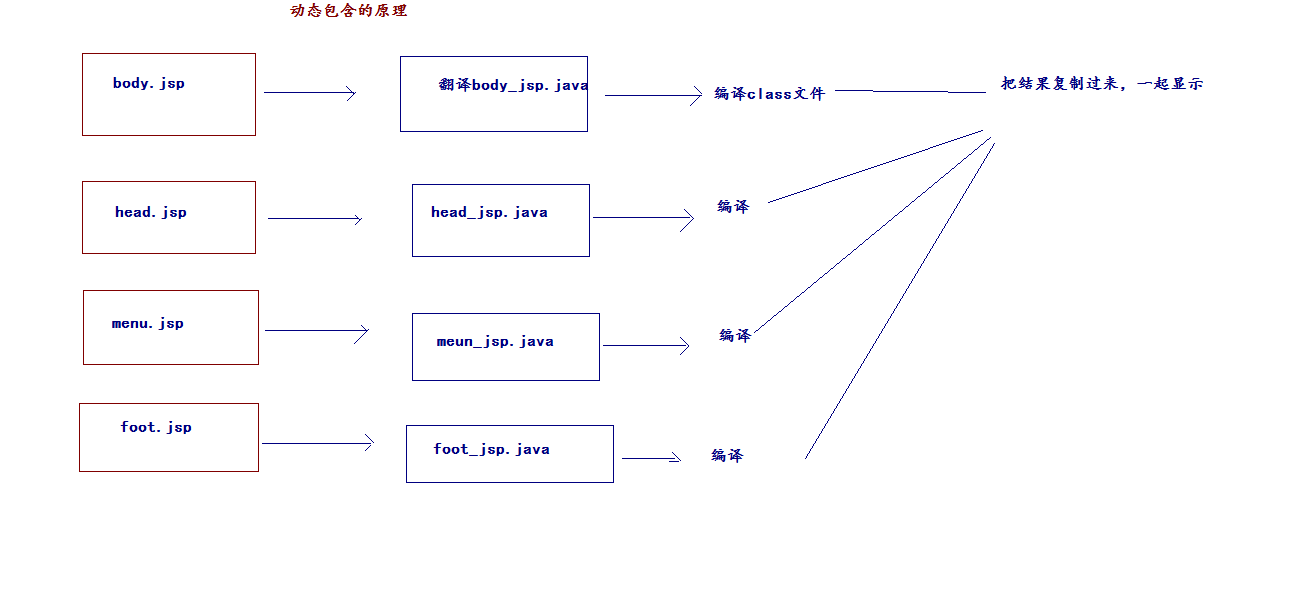 动态包含的原理
body.jsp
翻译body_jsp.java
编译class文件
把结果复制过来，一起显示
head.jsp
head_jsp.java
编译
menu.jsp
meun_jsp.java
编译
foot.jsp
foot_jsp.java
编译